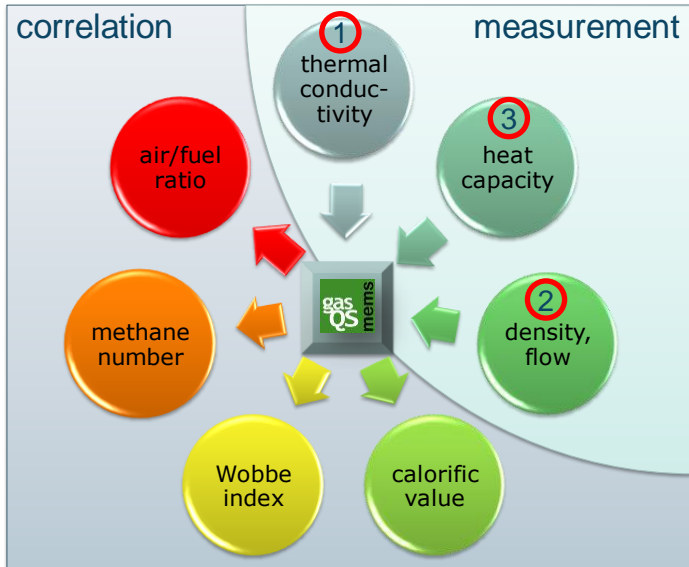 correlation
measurement
1
thermal
conduc-
tivity
3
heat
capacity
2
density,
flow
calorific
value
Wobbe
index
methane
number
air/fuel
ratio
gas
QS
mems